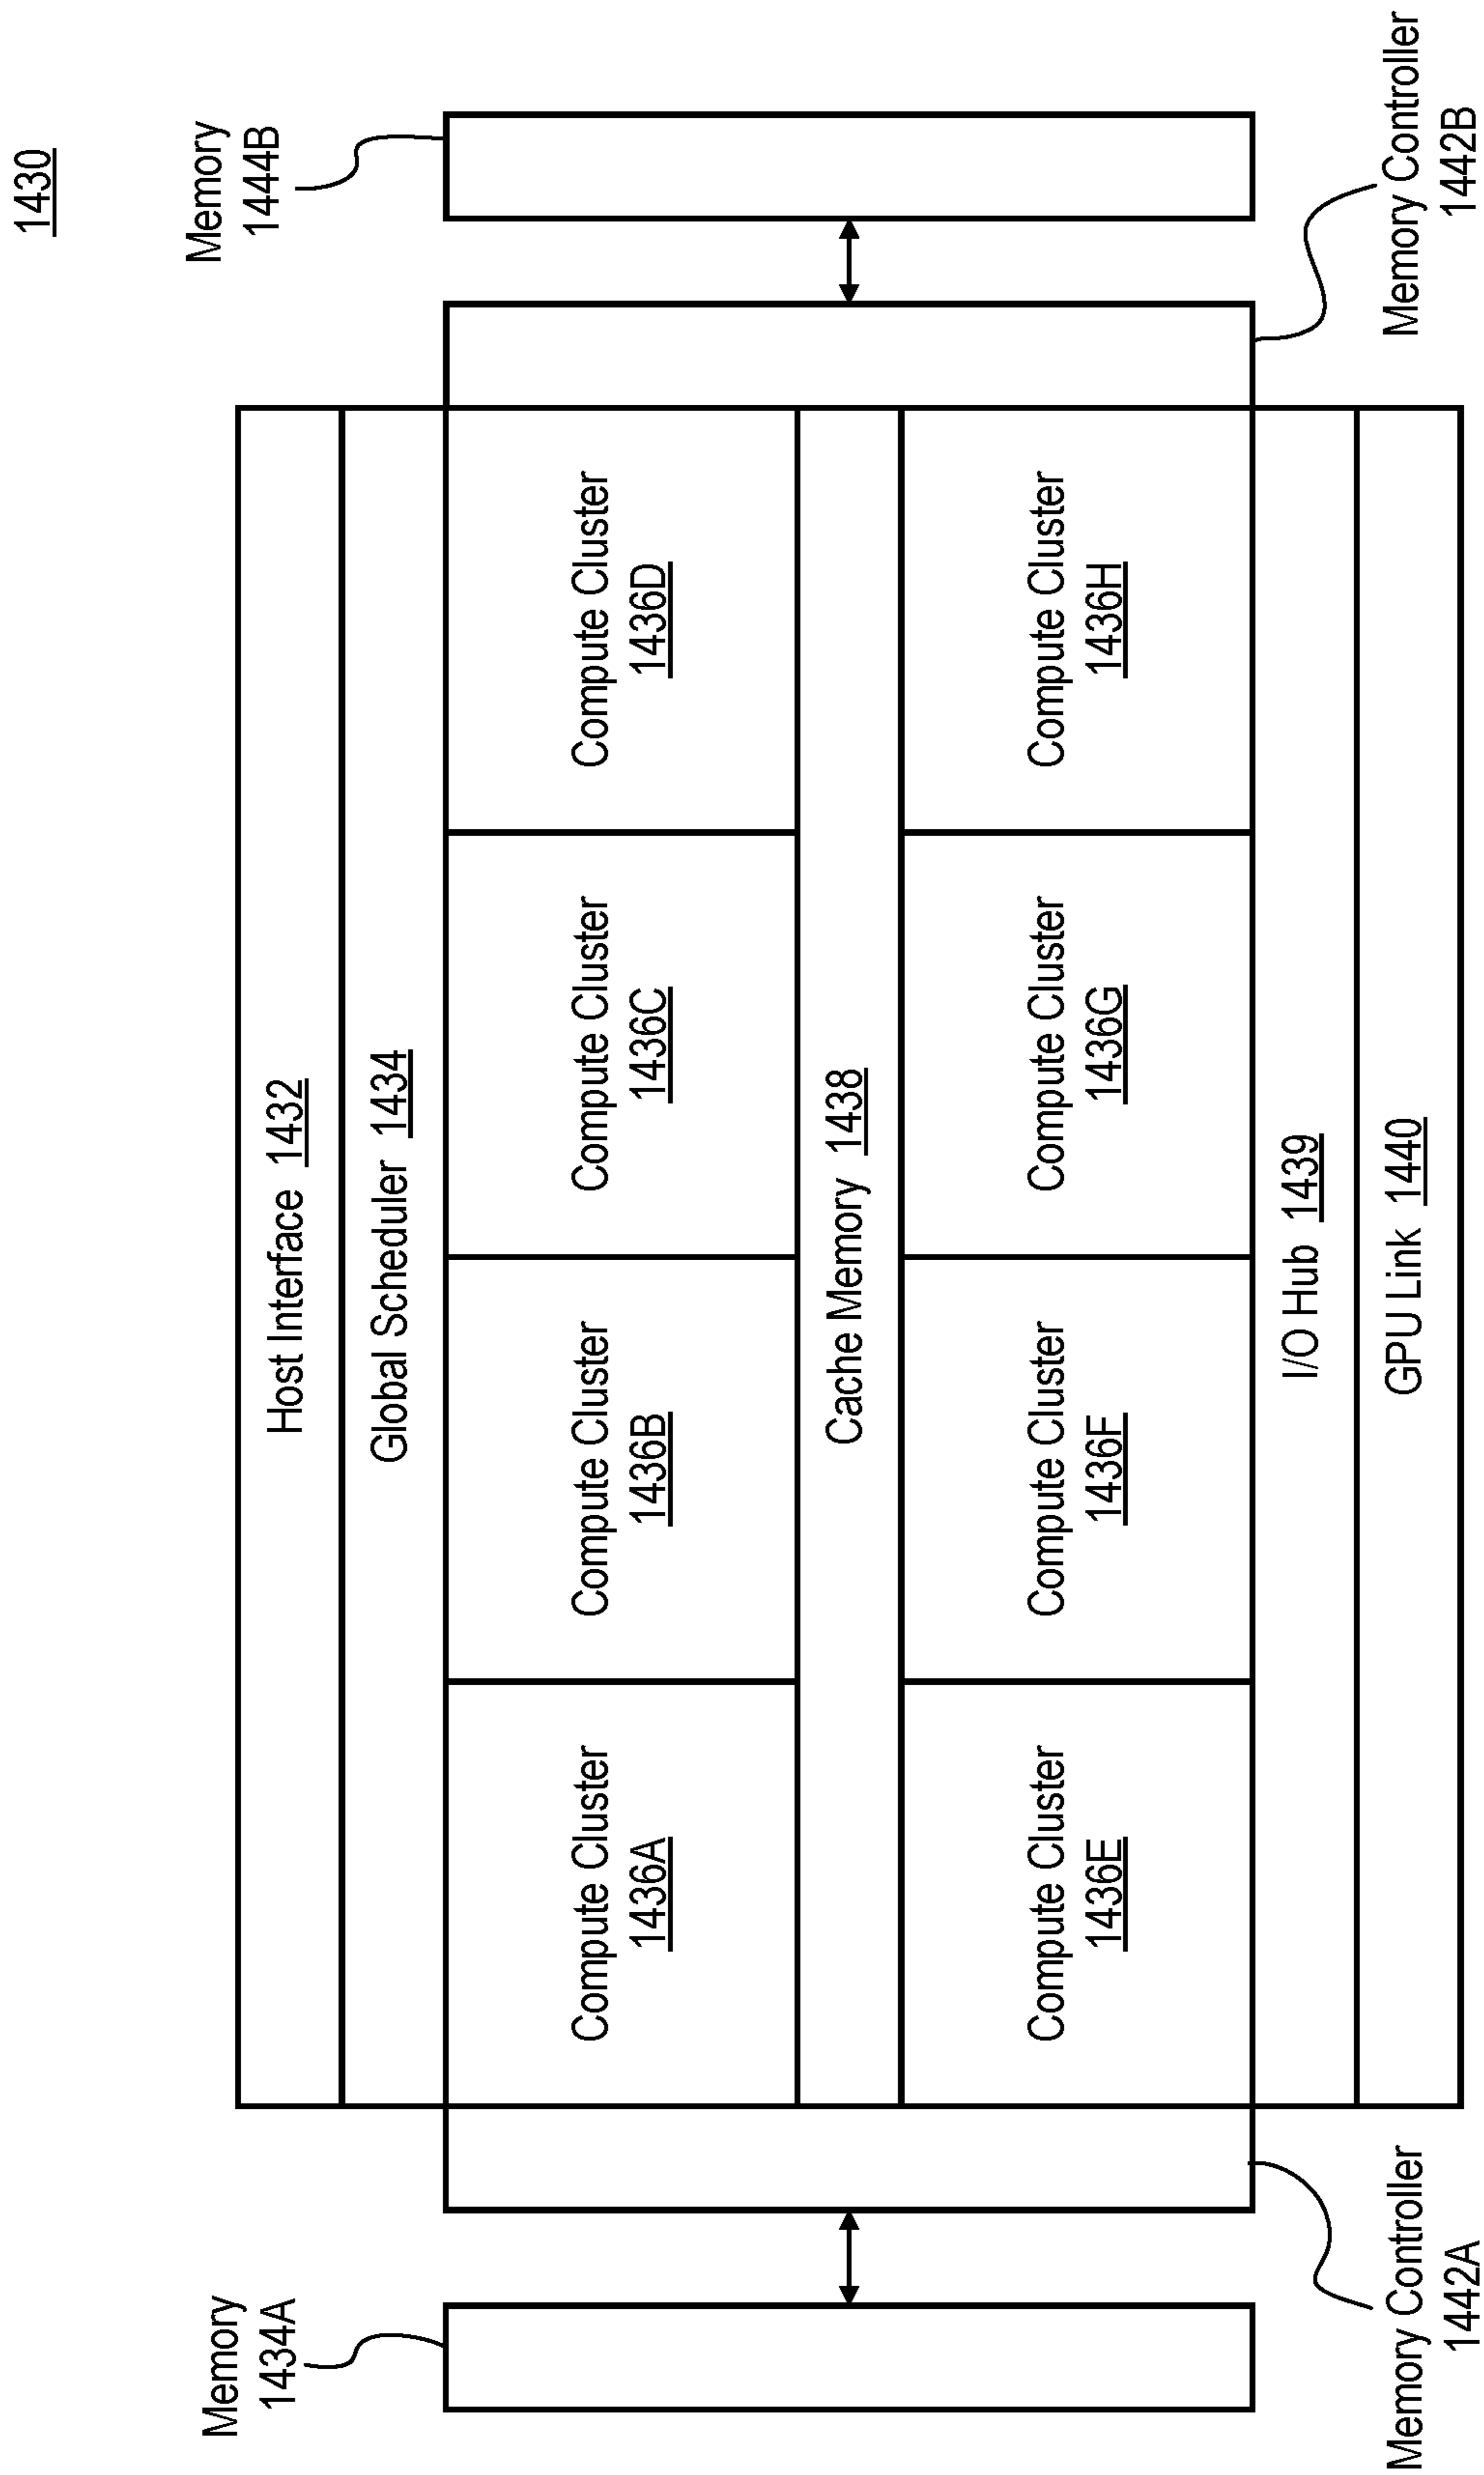 1430
Memory
1434A
Memory
1444B
Host Interface 1432
Global Scheduler 1434
Compute Cluster
1436A
Compute Cluster
1436B
Compute Cluster
1436C
Compute Cluster
1436D
Cache Memory 1438
Compute Cluster
1436E
Compute Cluster
1436F
Compute Cluster
1436G
Compute Cluster
1436H
I/O Hub 1439
GPU Link 1440
Memory Controller
1442A
Memory Controller
1442B